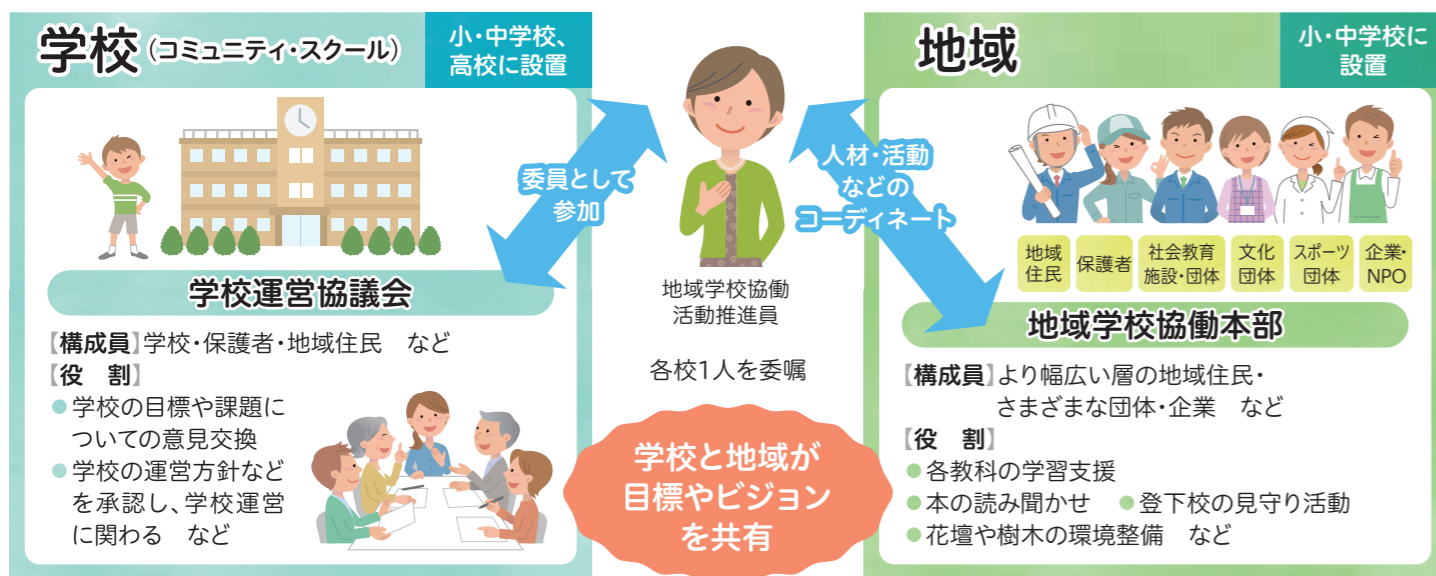 学校（コミュニティ・スクール）
小・中学校、
高校に設置
学校運営協議会
【構成員】学校・保護者・地域住民　など
【役　割】
●学校の目標や課題に
ついての意見交換
●学校の運営方針など
を承認し、学校運営
に関わる　など
委員として
参加
地域学校協働
活動推進員
各校1人を委嘱
人材・活動
などの
コーディネート
学校と地域が
目標やビジョン
を共有
地域
小・中学校に
設置
地域
住民
保護者
社会教育
施設・団体
文化
団体
スポーツ
団体
企業・
NPO
地域学校協働本部
【構成員】より幅広い層の地域住民・
さまざまな団体・企業　など
【役　割】
●各教科の学習支援
●本の読み聞かせ　●登下校の見守り活動
●花壇や樹木の環境整備　など